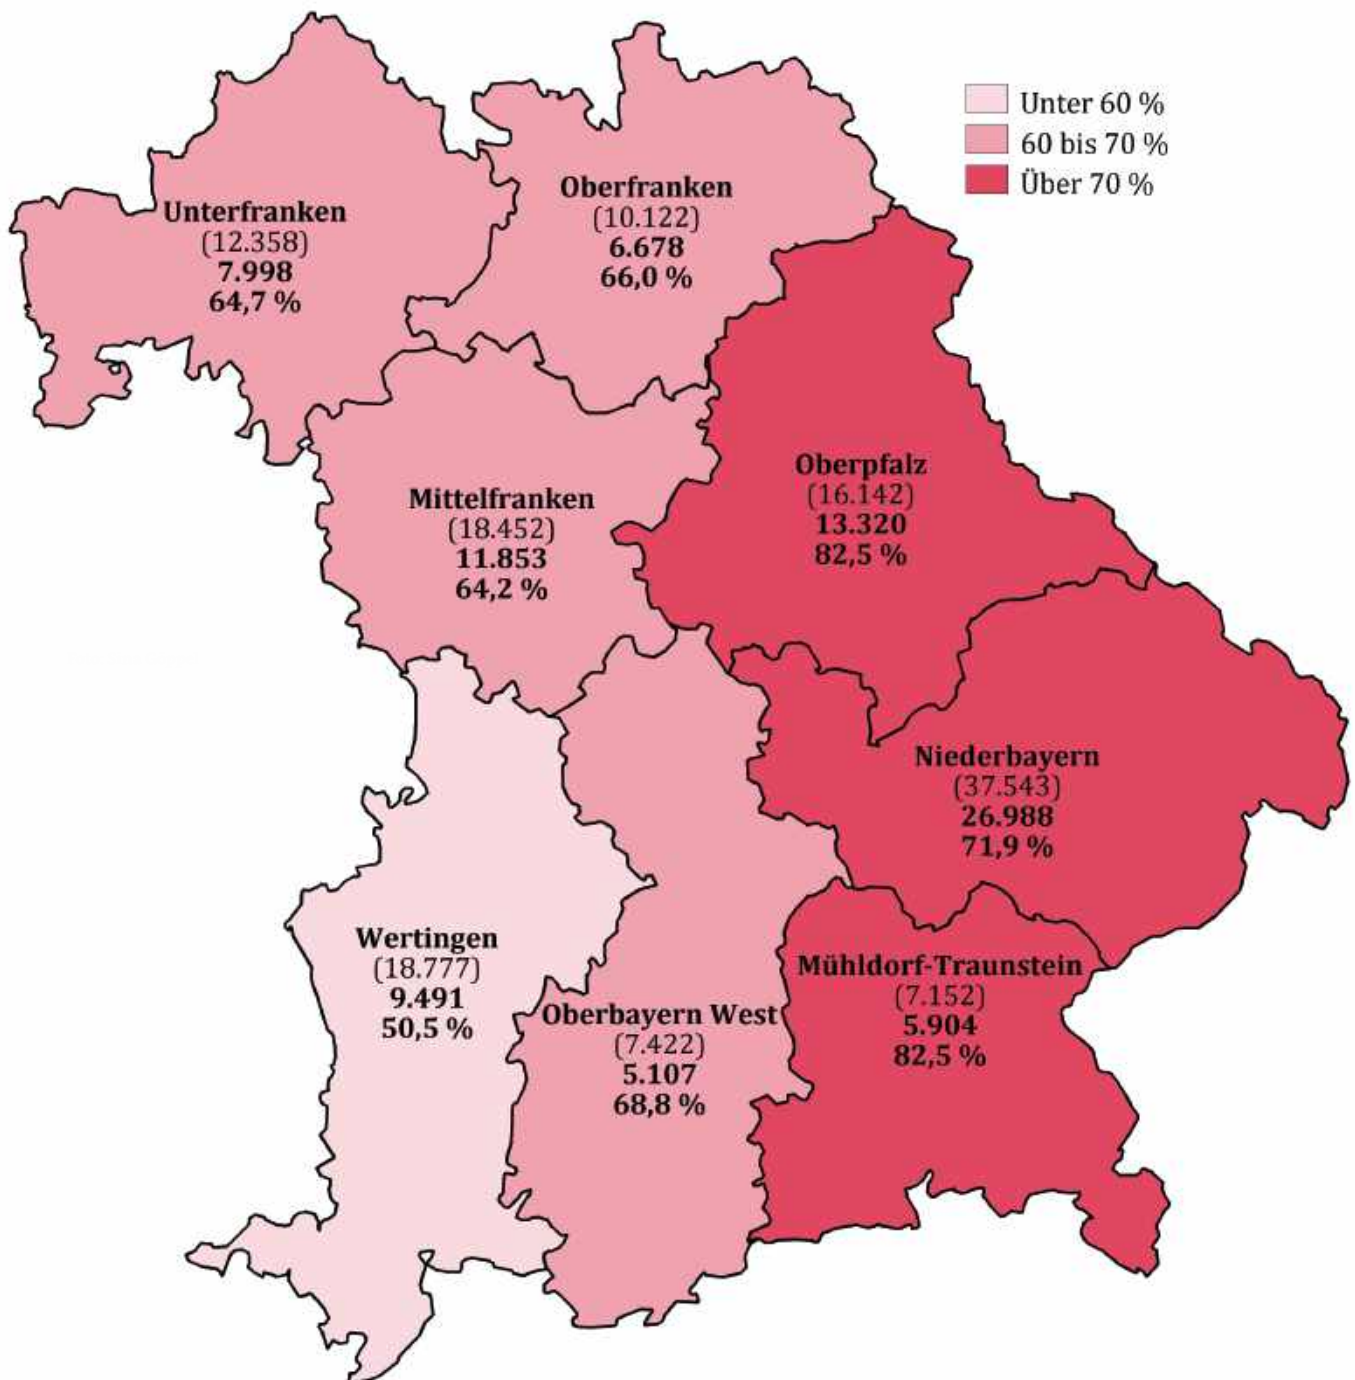 Unter 60 %
60 bis 70 %
Über 70 %
Oberfranken
(10.122)
6.678
66,0 %
Unterfranken
(12.358)
7.998
64,7 %
Oberpfalz
(16.142)
13.320
82,5 %
Mittelfranken
(18.452)
11.853
64,2 %
Niederbayern
(37.543)
26.988
71,9 %
Wertingen
(18.777)
9.491
50,5 %
Mühldorf-Traunstein
(7.152)
5.904
82,5 %
Oberbayern West
(7.422)
5.107
68,8 %